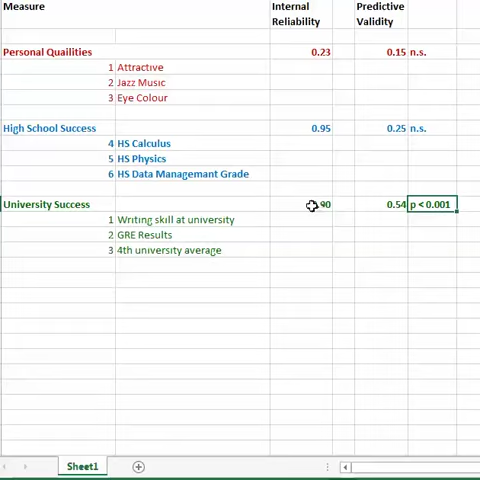 Measure Internal Reliability Predictive Validity
Personal Quailities 0.23 0.15 n.s.
1 Attractive
2 Jazz Music
3 Eye Colour
High School Success 0.95 0.25 n.s.
4 HS Calculus
5 HS Physics
6 HS Data Management Grade
University Success .90 0.54 p < 0.001
1 Writing skill at university
2 GRE Results
3 4th university average
Sheet1